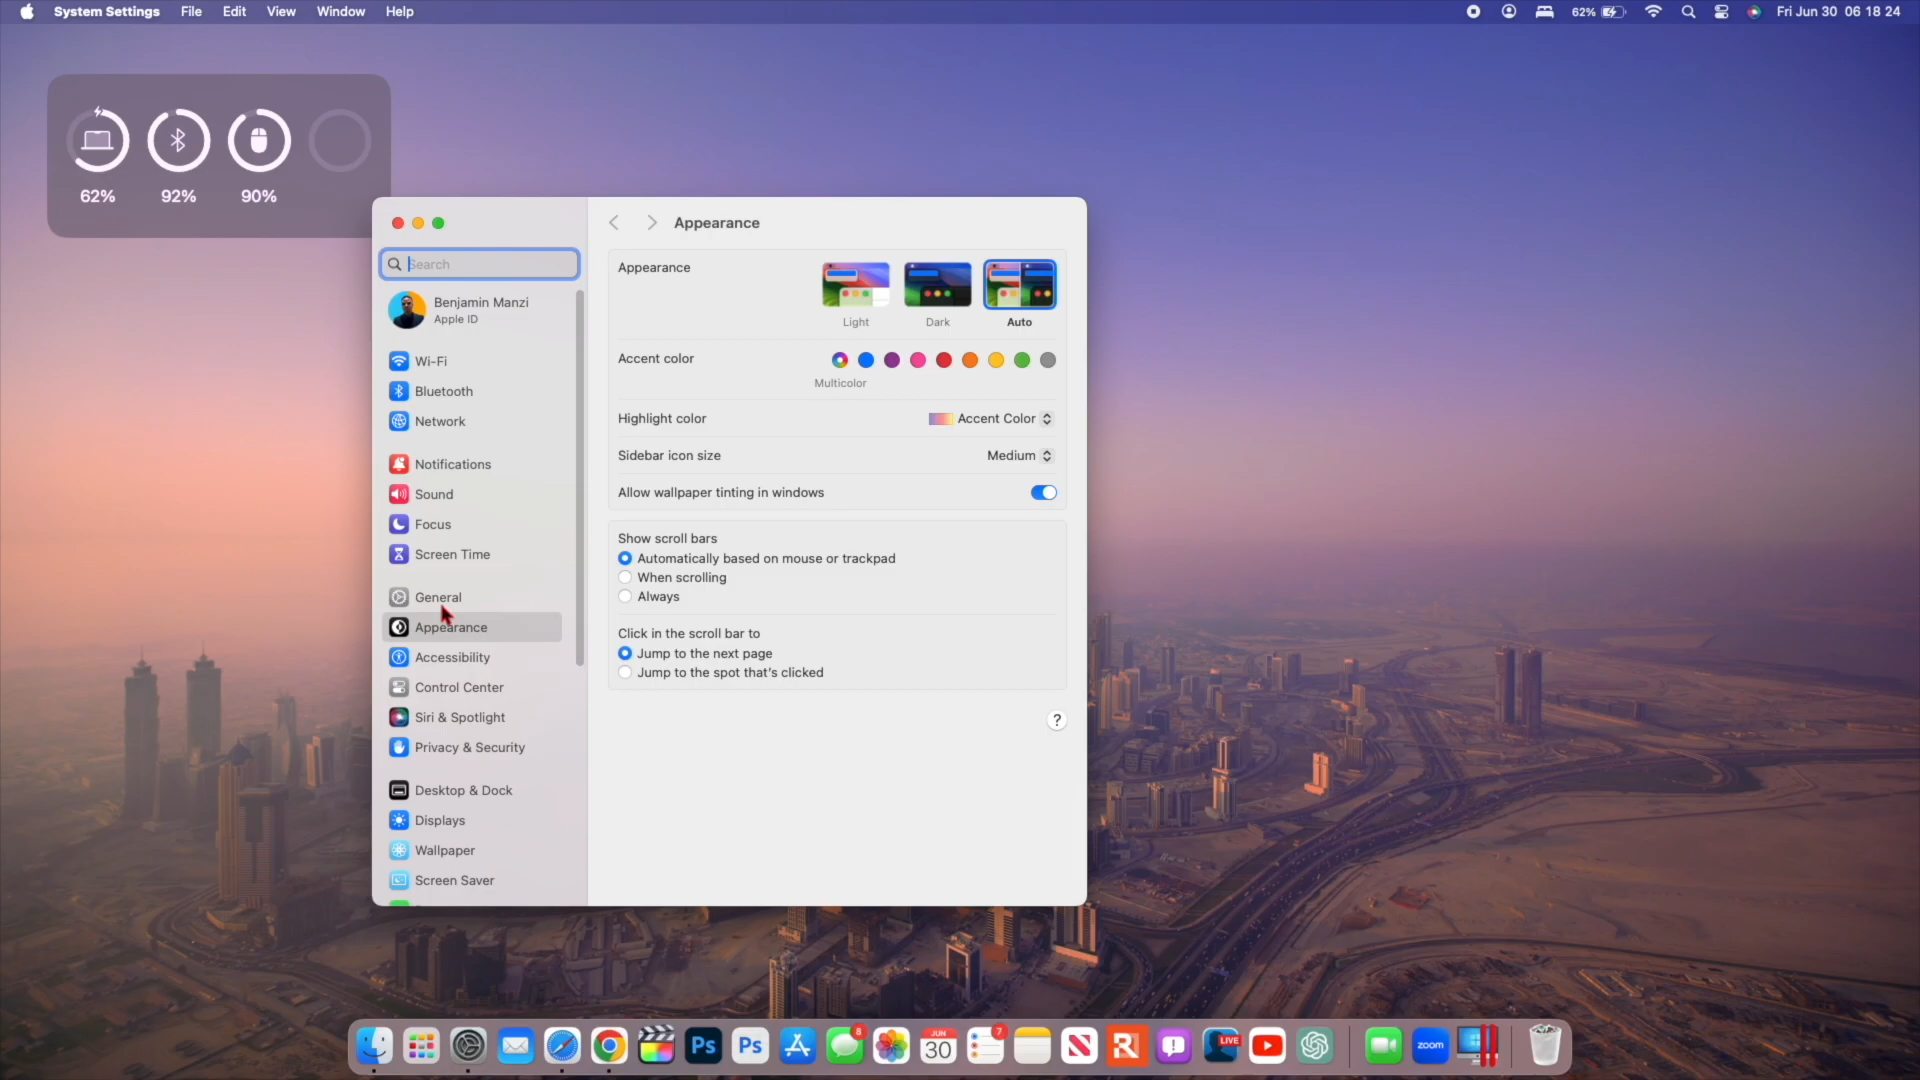 System Settings File Edit View Window Help 62% Fri Jun 30 06 18 24
62% 92% 90%
Search
Benjamin Manzi
Apple ID
Wi-Fi
Bluetooth
Network
Notifications
Sound
Focus
Screen Time
General
Appearance
Accessibility
Control Center
Siri & Spotlight
Privacy & Security
Desktop & Dock
Displays
Wallpaper
Screen Saver
Appearance
Appearance
Light Dark Auto
Accent color
Multicolor
Highlight color Accent Color
Sidebar icon size Medium
Allow wallpaper tinting in windows
Show scroll bars
Automatically based on mouse or trackpad
When scrolling
Always
Click in the scroll bar to
Jump to the next page
Jump to the spot that's clicked
?
Ps Ps 8 JUN 30 7 LIVE zoom